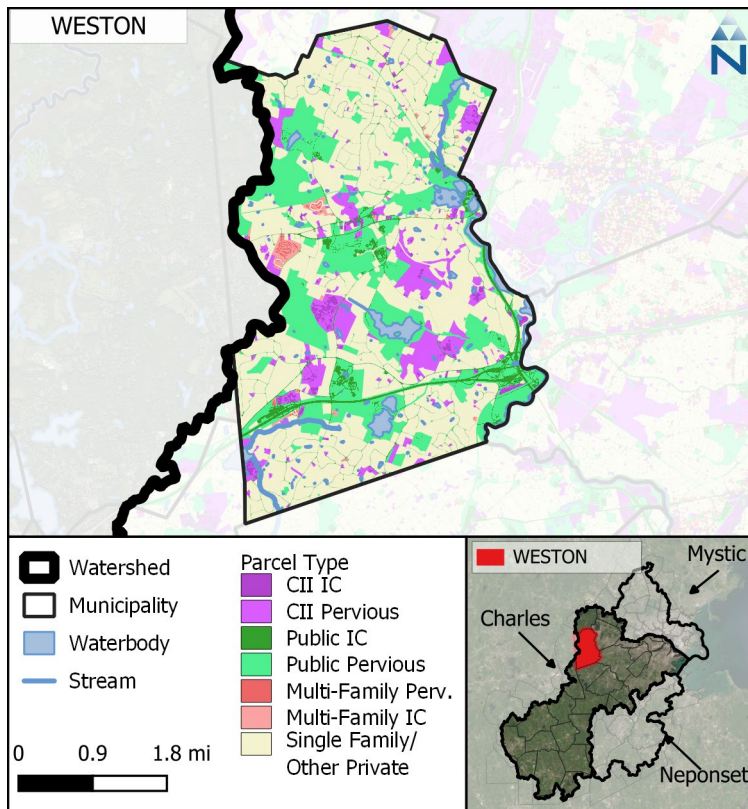 WESTON
N
Watershed
Municipality
Waterbody
Stream
0 0.9 1.8 mi
Parcel Type
CII IC
CII Pervious
Public IC
Public Pervious
Multi-Family Perv.
Multi-Family IC
Single Family/
Other Private
WESTON
Mystic
Charles
Neponset